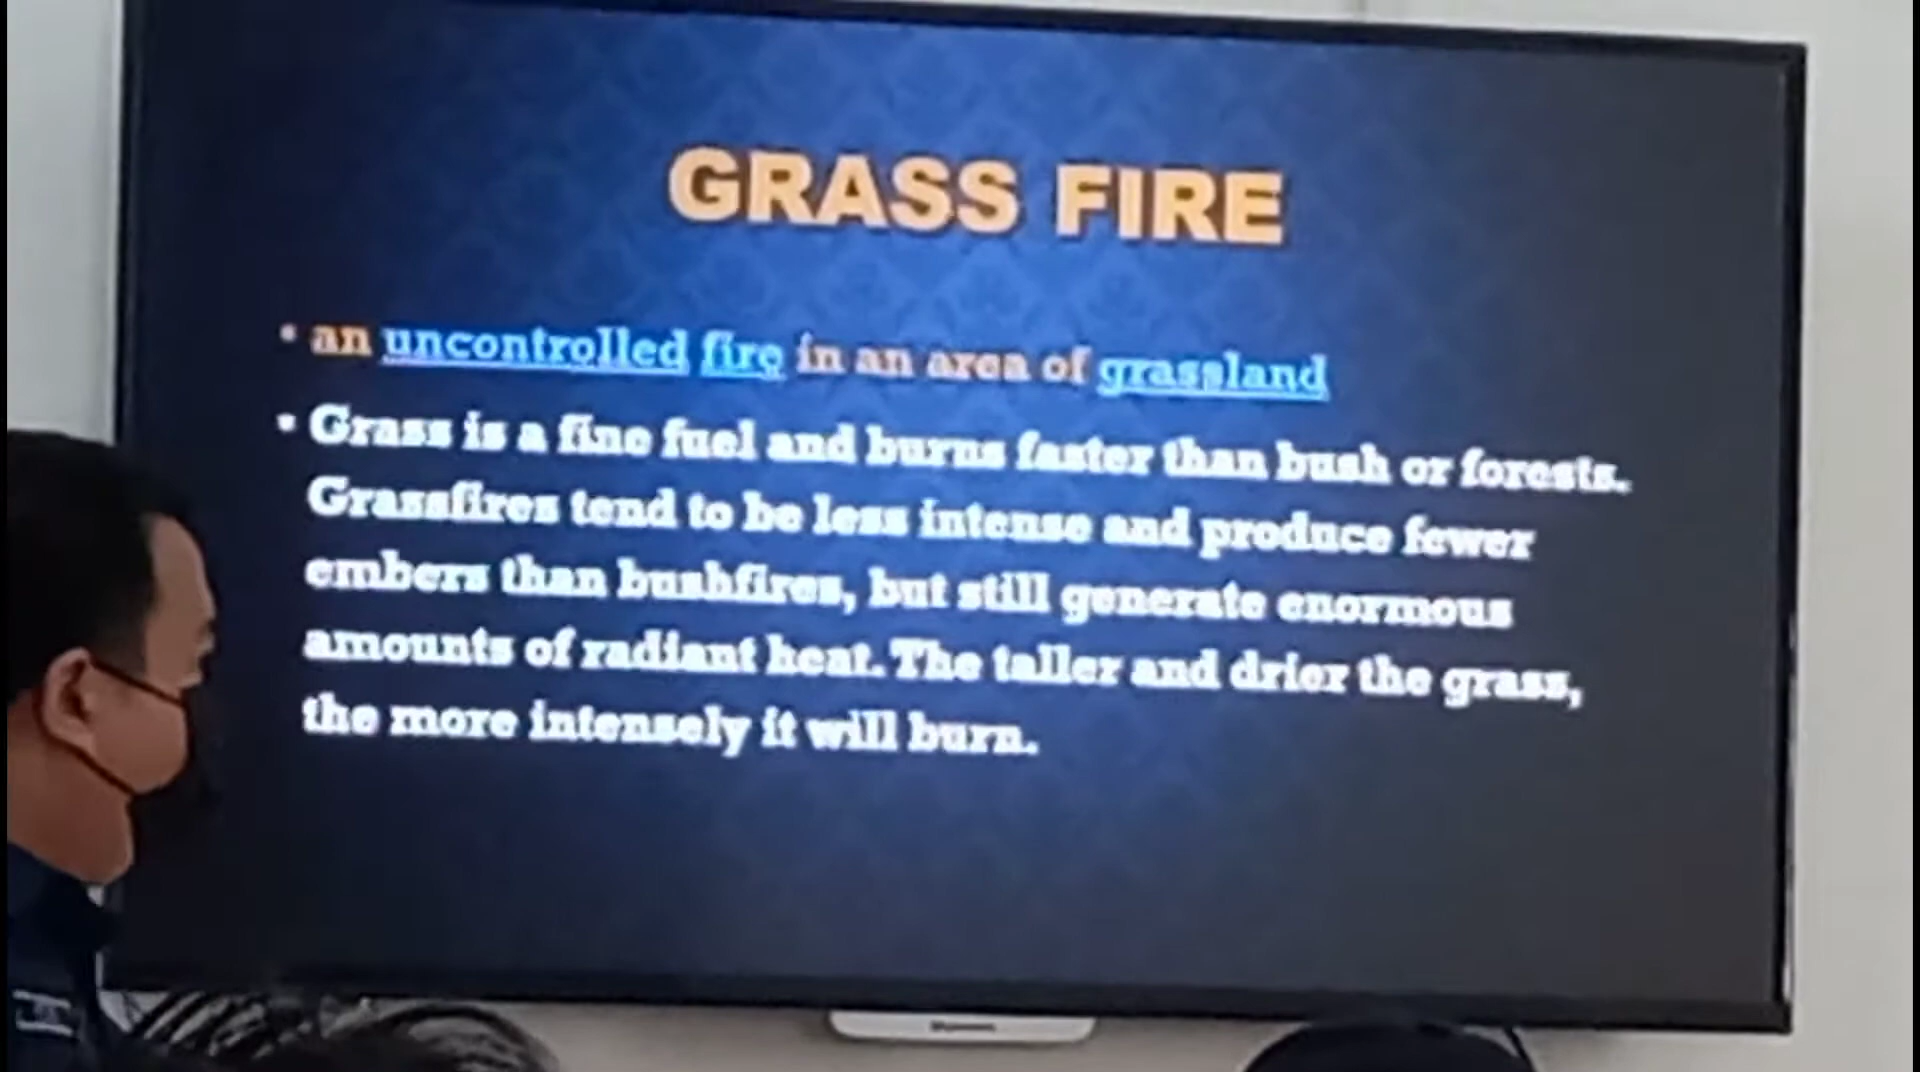 GRASS FIRE
• an uncontrolled fire in an area of grassland
• Grass is a fine fuel and burns faster than bush or forests.
Grassfires tend to be less intense and produce fewer
embers than bushfires, but still generate enormous
amounts of radiant heat. The taller and drier the grass,
the more intensely it will burn.